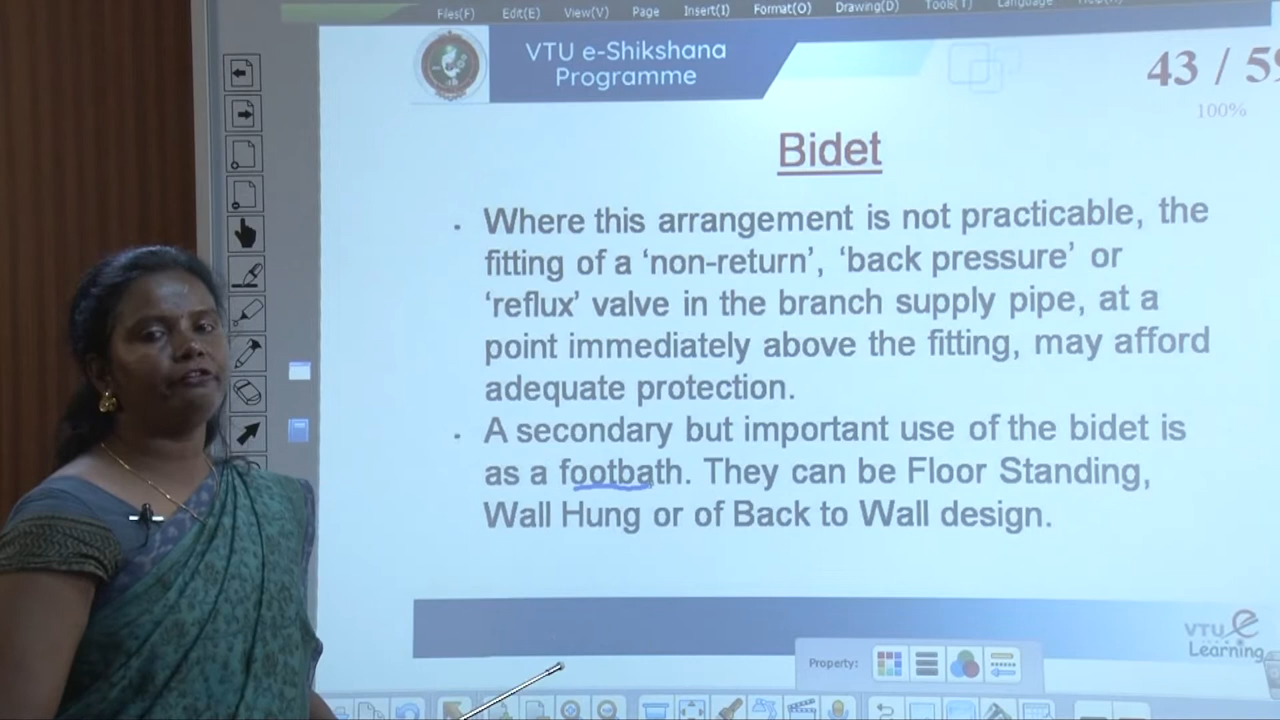 Files(F) Edit(E) View(V) Page Insert(I) Format(O) Drawing(D) Tools(T) Language
VTU e-Shikshana
Programme
43 / 59
100%
Bidet
· Where this arrangement is not practicable, the
fitting of a ‘non-return’, ‘back pressure’ or
‘reflux’ valve in the branch supply pipe, at a
point immediately above the fitting, may afford
adequate protection.
· A secondary but important use of the bidet is
as a footbath. They can be Floor Standing,
Wall Hung or of Back to Wall design.
VTU e
Learning
Property: